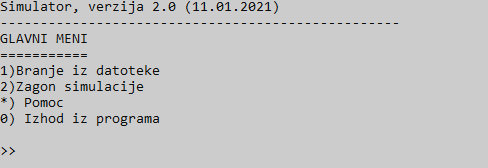 Simulator, verzija 2.0 (11.01.2021)
--------------------------------------------------
GLAVNI MENI
===========
1)Branje iz datoteke
2)Zagon simulacije
*) Pomoc
0) Izhod iz programa
>>